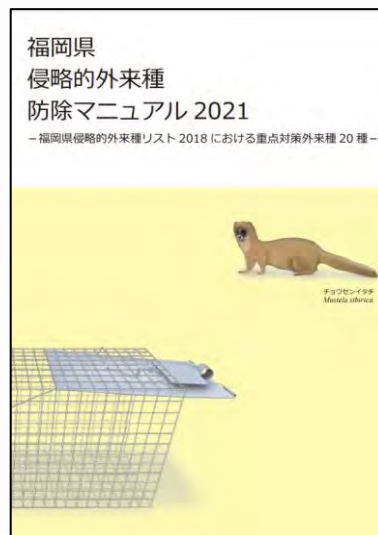 福岡県
侵略的外来種
防除マニュアル 2021
－福岡県侵略的外来種リスト 2018 における重点対策外来種 20 種－
チョウセンイタチ
Mustela sibirica